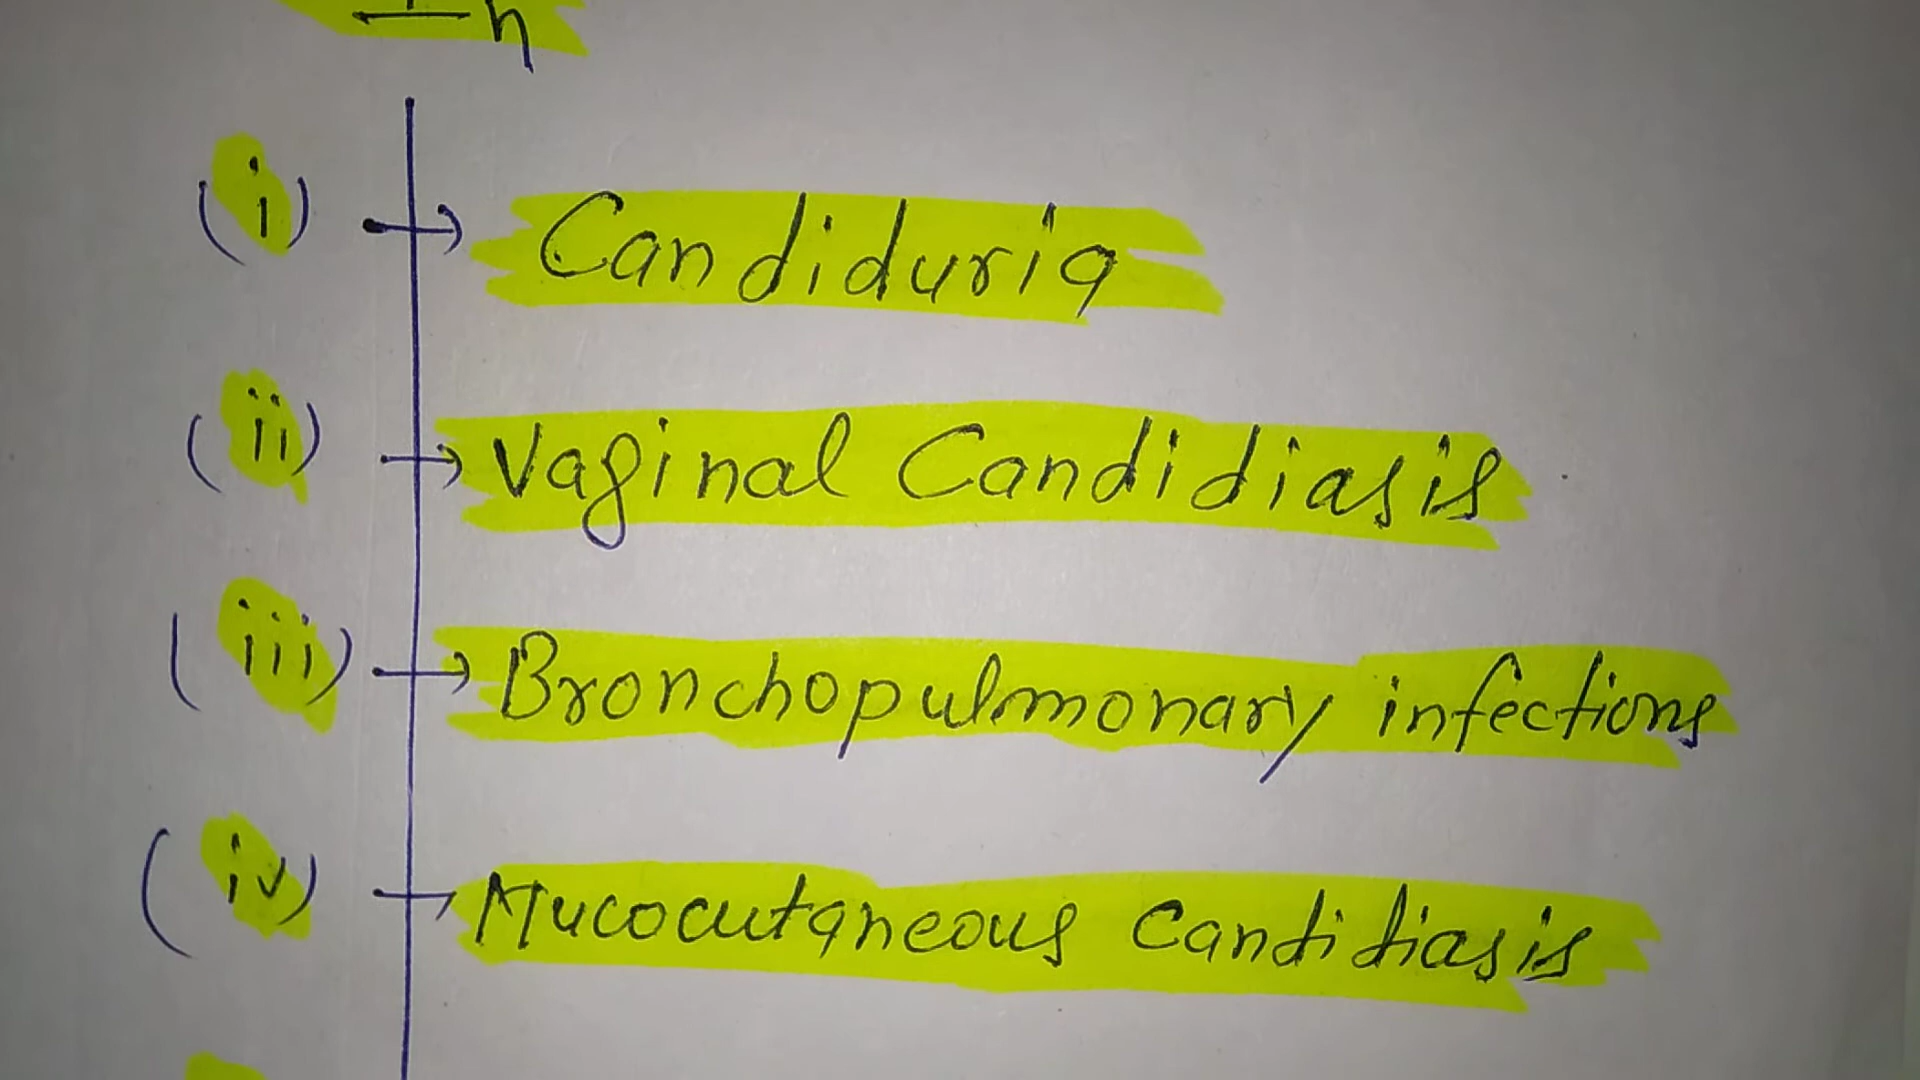 (i) → Candiduria
(ii) → Vaginal Candidiasis
(iii) → Bronchopulmonary infections
(iv) → Mucocutaneous Candidiasis